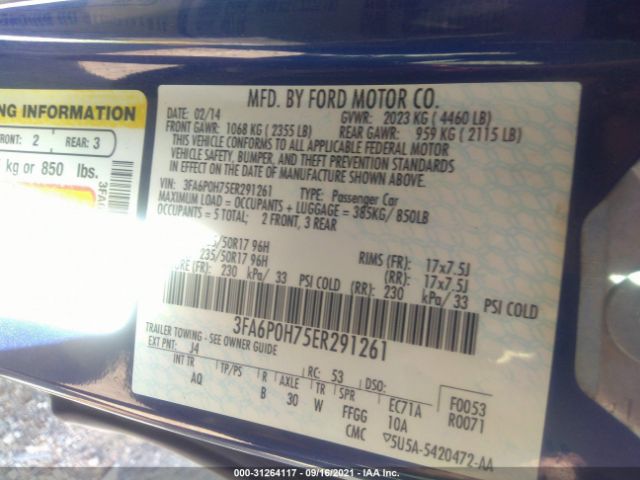 NG INFORMATION
FRONT: 2 REAR: 3
kg or 850 lbs.
3FA6
MFD. BY FORD MOTOR CO.
DATE: 02/14 GVWR: 2023 KG ( 4460 LB)
FRONT GAWR: 1068 KG ( 2355 LB) REAR GAWR: 959 KG ( 2115 LB)
THIS VEHICLE CONFORMS TO ALL APPLICABLE FEDERAL MOTOR
VEHICLE SAFETY, BUMPER, AND THEFT PREVENTION STANDARDS
IN EFFECT ON THE DATE OF MANUFACTURE SHOWN ABOVE.
VIN: 3FA6P0H75ER291261 TYPE: Passenger Car
MAXIMUM LOAD = OCCUPANTS + LUGGAGE = 385KG/ 850LB
OCCUPANTS = 5 TOTAL; 2 FRONT, 3 REAR
5/50R17 96H RIMS (FR): 17x7.5J
235/50R17 96H (RR): 17x7.5J
(FR): 230 kPa/ 33 PSI COLD (RR): 230 kPa/ 33 PSI COLD
3FA6P0H75ER291261
TRAILER TOWING - SEE OWNER GUIDE
EXT PNT: J4 RC: 53 DSO: F0053
INT TR TP/PS R AXLE TR SPR EC71A R0071
AQ B 30 W FFGG 10A
CMC ▽5U5A-5420472-AA
000-31264117 - 09/16/2021 - IAAI.COM